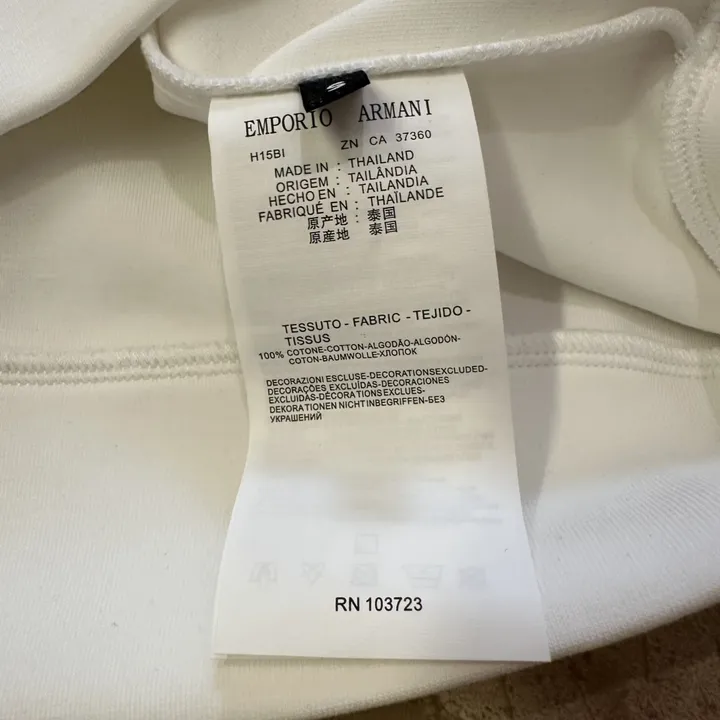 S
EMPORIO ARMANI
H15BI ZN CA 37360
MADE IN : THAILAND
ORIGEM : TAILÂNDIA
HECHO EN : TAILANDIA
FABRIQUÉ EN : THAÏLANDE
原产地 : 泰国
原産地 泰国
TESSUTO - FABRIC - TEJIDO -
TISSUS
100% COTONE-COTTON-ALGODÃO-ALGODÓN-
COTON-BAUMWOLLE-ХЛОПОК
DECORAZIONI ESCLUSE-DECORATIONSEXCLUDED-
DECORAÇÕES EXCLUÍDAS-DECORACIONES
EXCLUIDAS-DÉCORATIONS EXCLUES-
DEKORATIONEN NICHT INBEGRIFFEN-БЕЗ
УКРАШЕНИЙ
RN 103723